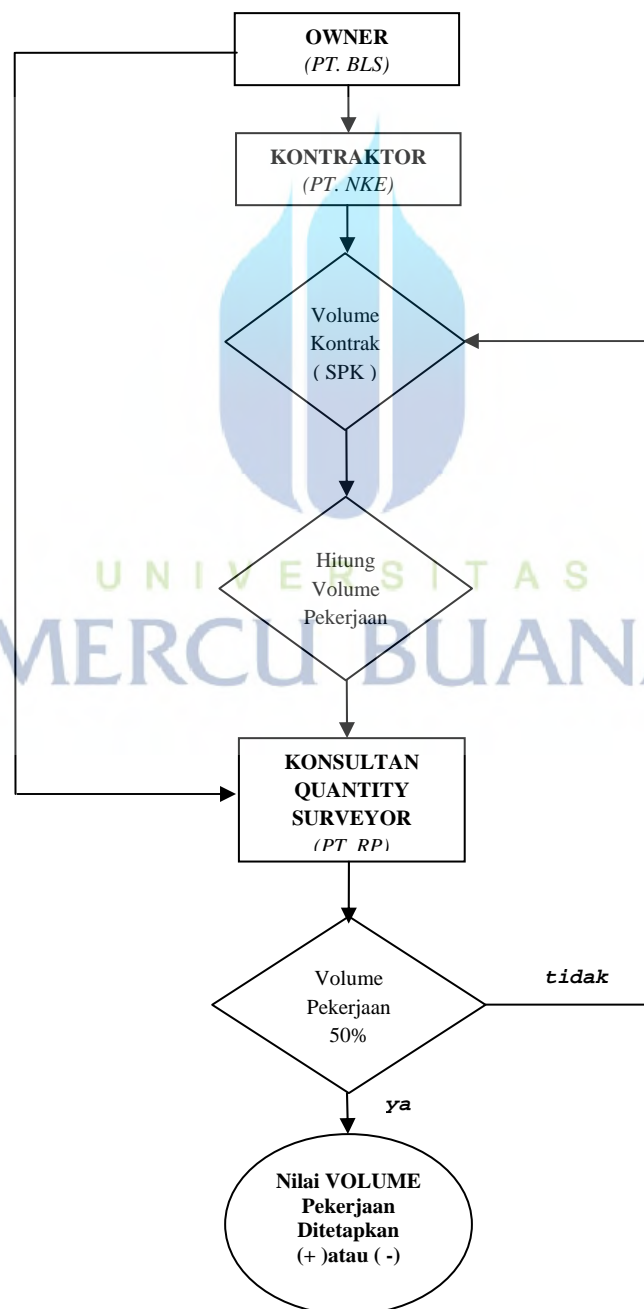 OWNER
(PT. BLS)
KONTRAKTOR
(PT. NKE)
Volume
Kontrak
( SPK )
Hitung
Volume
Pekerjaan
UNIVERSITAS
MERCU BUANA
KONSULTAN
QUANTITY
SURVEYOR
(PT. RP)
Volume
Pekerjaan
50%
tidak
ya
Nilai VOLUME
Pekerjaan
Ditetapkan
(+ )atau ( -)